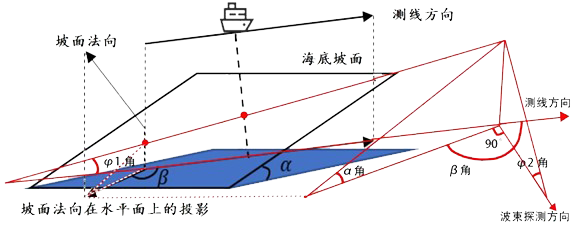 测线方向
坡面法向
海底坡面
测线方向
φ1角
α
90
β
α角
β角
φ2角
坡面法向在水平面上的投影
波束探测方向